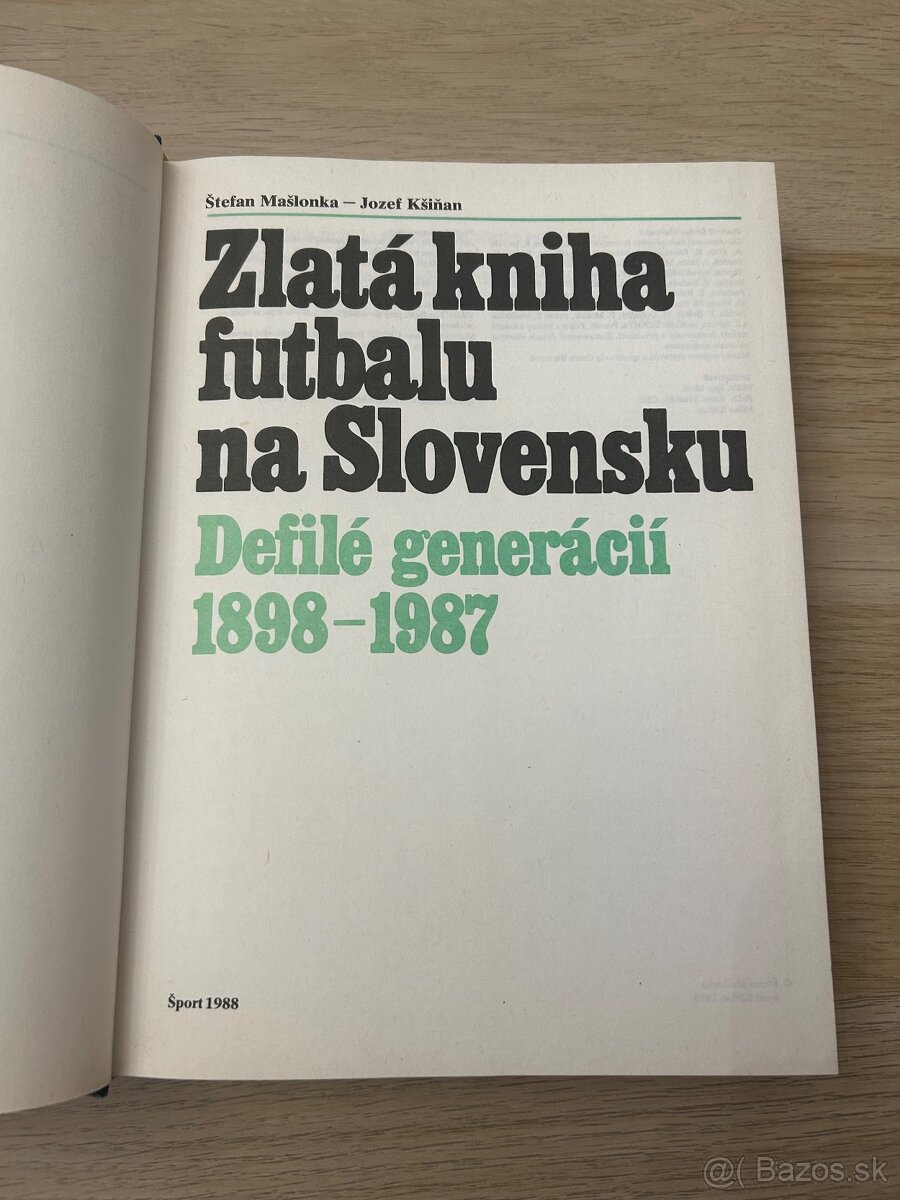 Štefan Mašlonka – Jozef Kšiňan
Zlatá kniha
futbalu
na Slovensku
Defilé generácií
1898–1987
Šport 1988
@ Bazos.sk